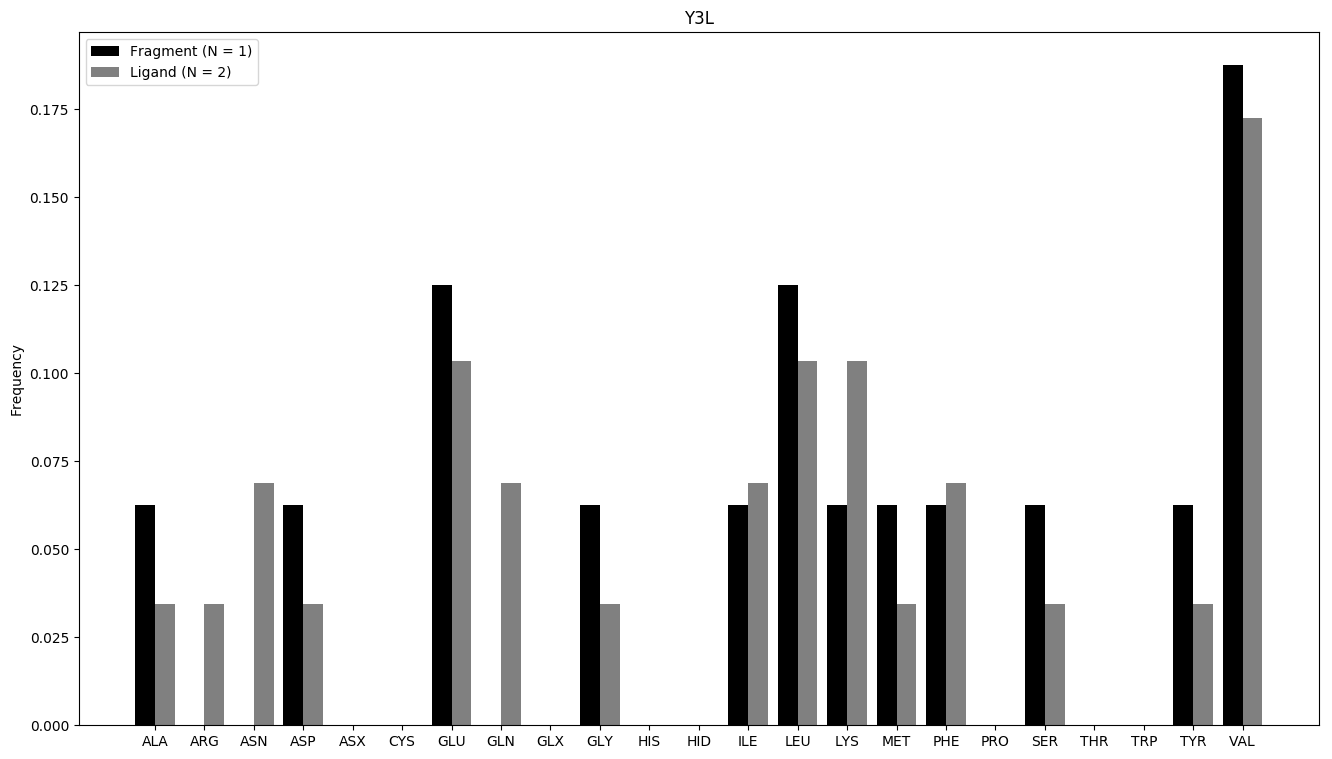 Y3L
Fragment (N = 1)
Ligand (N = 2)
Frequency
0.175
0.150
0.125
0.100
0.075
0.050
0.025
0.000
ALA ARG ASN ASP ASX CYS GLU GLN GLX GLY HIS HID ILE LEU LYS MET PHE PRO SER THR TRP TYR VAL